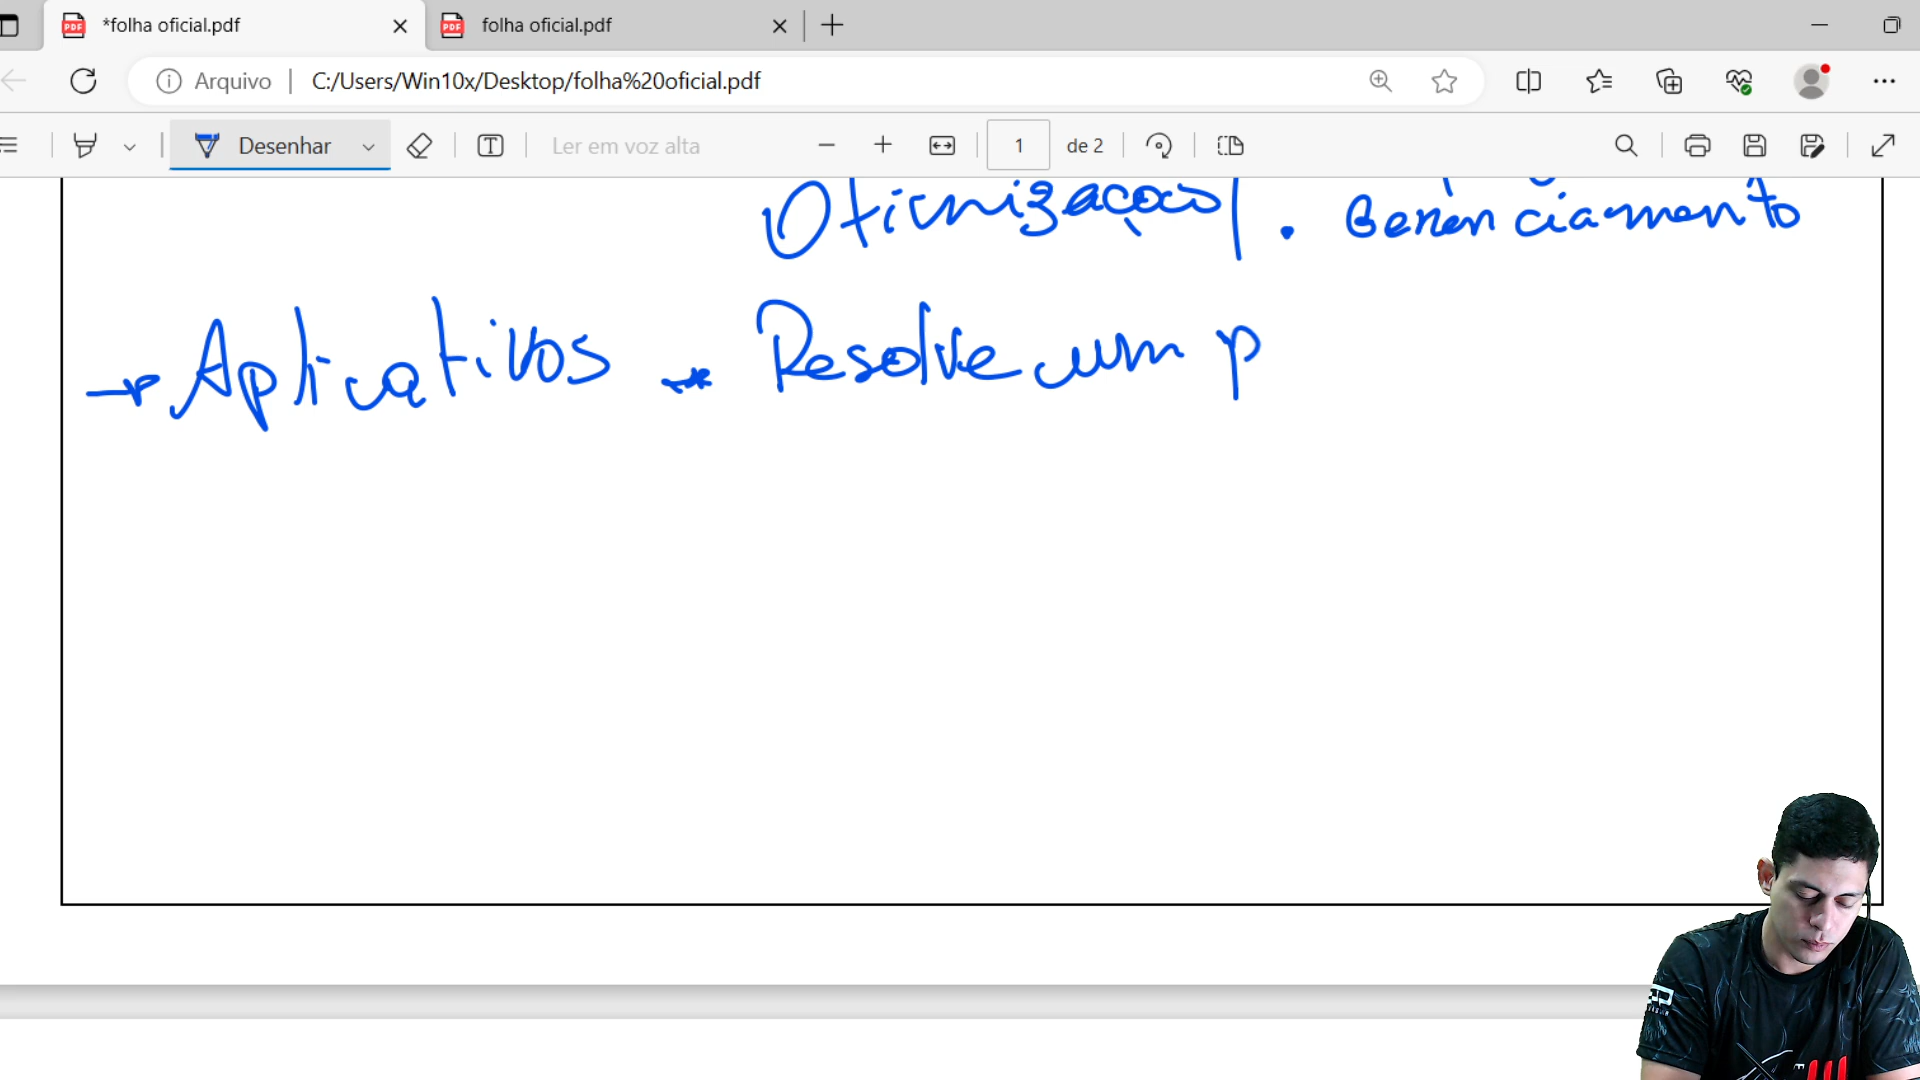 *folha oficial.pdf folha oficial.pdf
Arquivo C:/Users/Win10x/Desktop/folha%20oficial.pdf
Desenhar Ler em voz alta 1 de 2
Otimização . Gerenciamento
→ Aplicativos → Resolve um p